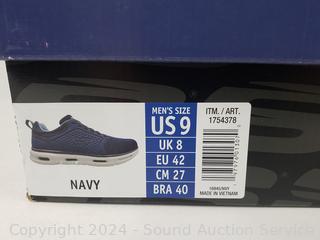 MEN'S SIZE
US 9
UK 8
EU 42
CM 27
BRA 40
NAVY
ITM. / ART.
1754378
MADE IN VIETNAM
Copyright 2024 - Sound Auction Service